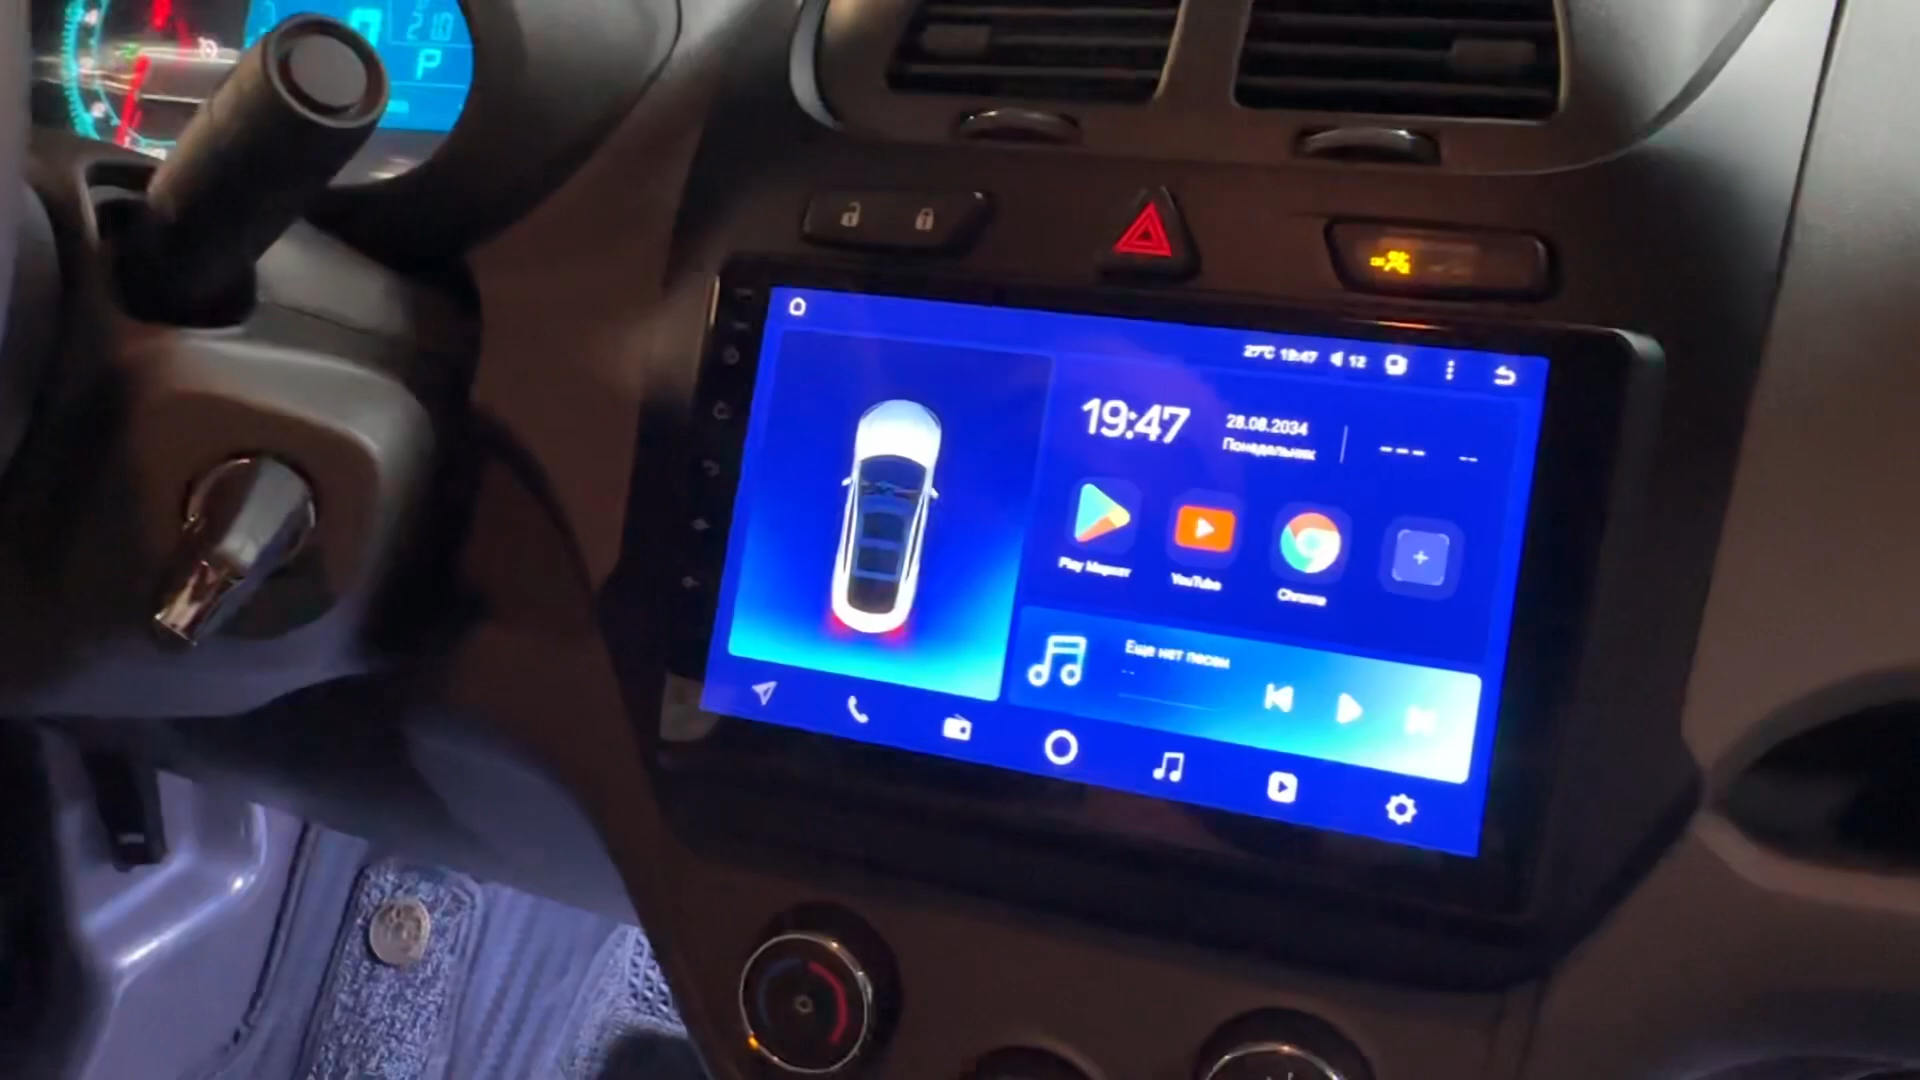 P
27°C 19:47 12
19:47
28.08.2034
Понедельник
--- --
Play Маркет
YouTube
Chrome
Еще нет песен
--